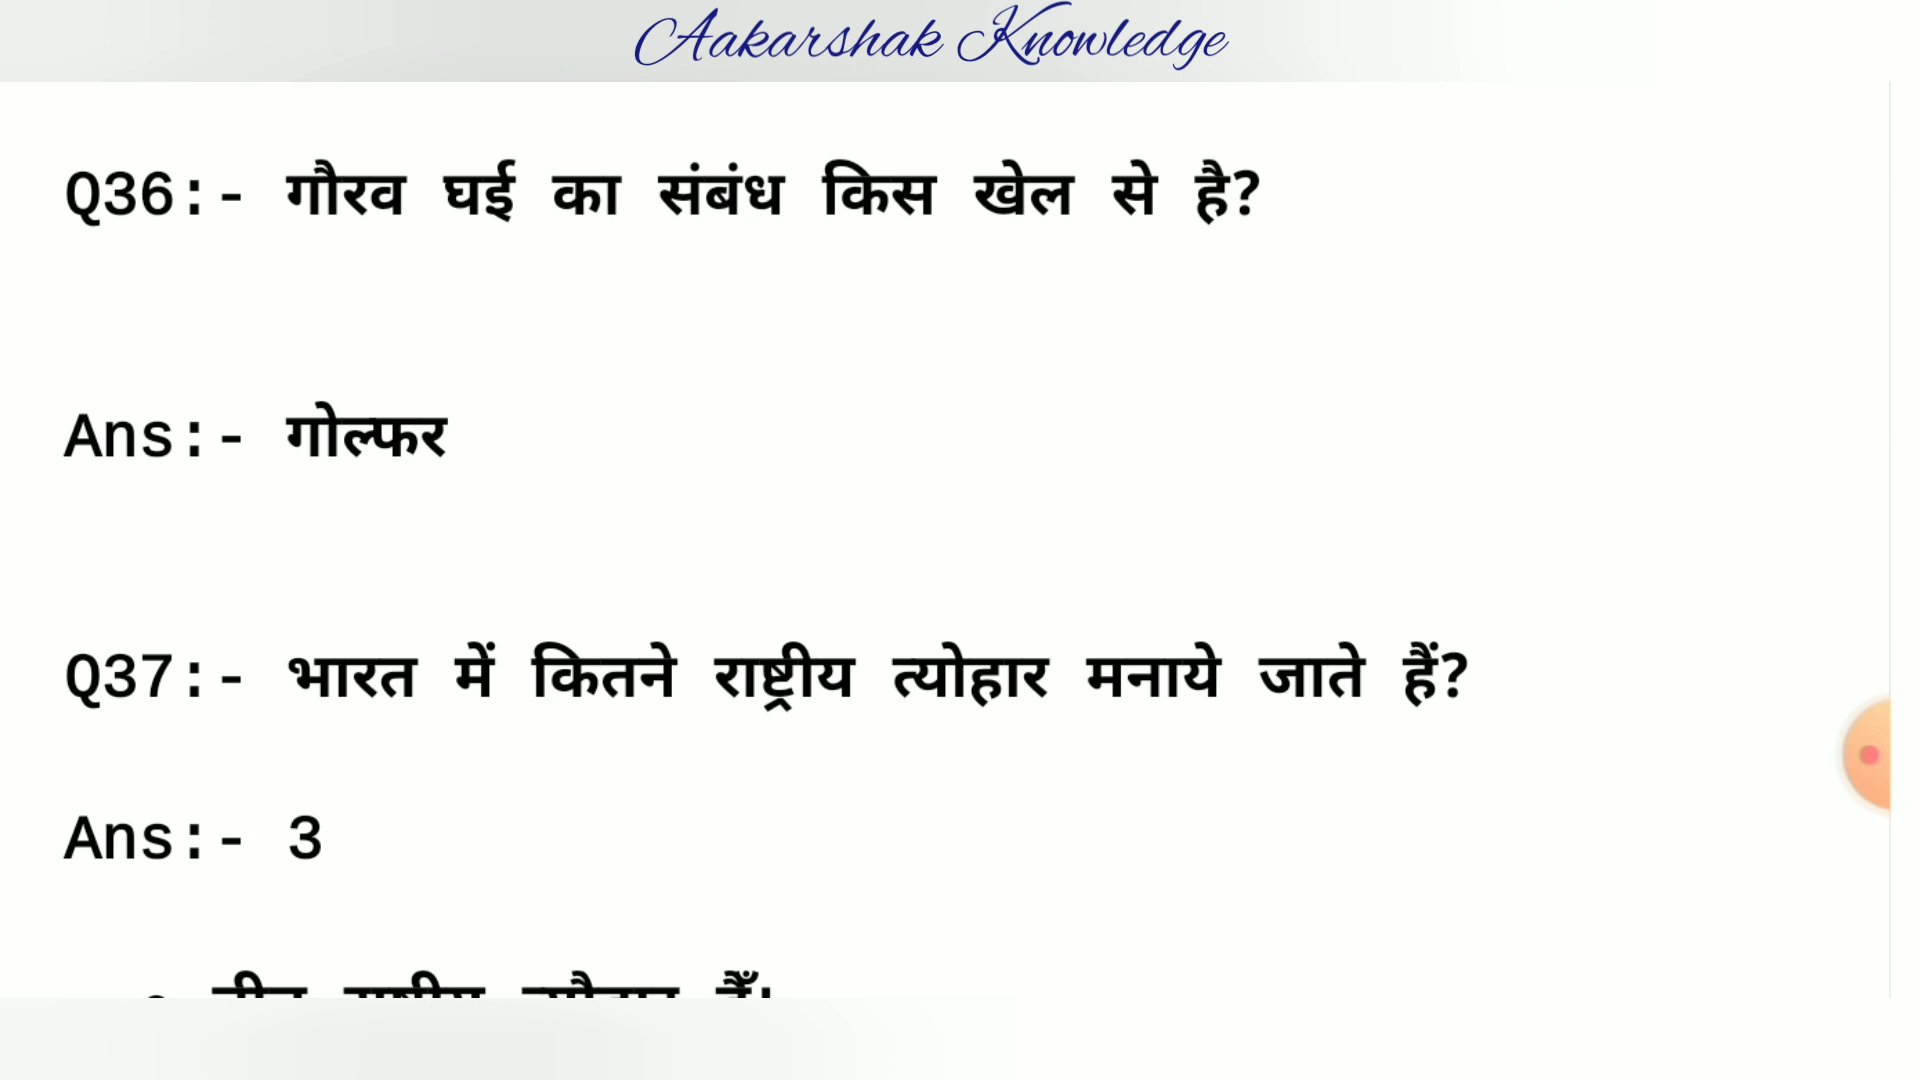 Aakarshak Knowledge
Q36:- गौरव घई का संबंध किस खेल से है?
Ans:- गोल्फर
Q37:- भारत में कितने राष्ट्रीय त्योहार मनाये जाते हैं?
Ans:- 3